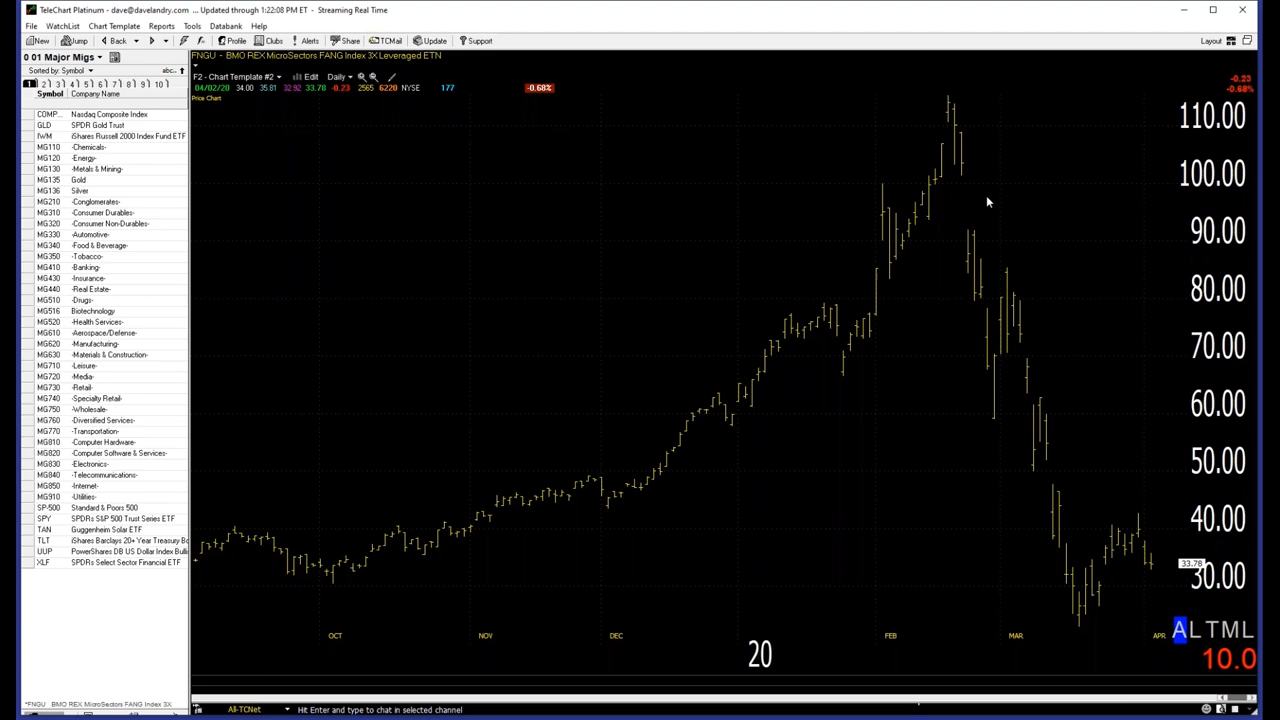 TeleChart Platinum - dave@davelandry.com ... Updated through 1:22:08 PM ET - Streaming Real Time
File WatchList Chart Template Reports Tools Databank Help
New Jump Back Profile Clubs Alerts Share TCMail Update Support Layout
0 01 Major Migs
Sorted by: Symbol abc..
1 2 3 4 5 6 7 8 9 10
Symbol Company Name
COMP... Nasdaq Composite Index
GLD SPDR Gold Trust
IWM iShares Russell 2000 Index Fund ETF
MG110 -Chemicals-
MG120 -Energy-
MG130 -Metals & Mining-
MG135 Gold
MG136 Silver
MG210 -Conglomerates-
MG310 -Consumer Durables-
MG320 -Consumer Non-Durables-
MG330 -Automotive-
MG340 -Food & Beverage-
MG350 -Tobacco-
MG410 -Banking-
MG430 -Insurance-
MG440 -Real Estate-
MG510 -Drugs-
MG516 Biotechnology
MG520 -Health Services-
MG610 -Aerospace/Defense-
MG620 -Manufacturing-
MG630 -Materials & Construction-
MG710 -Leisure-
MG720 -Media-
MG730 -Retail-
MG740 -Specialty Retail-
MG750 -Wholesale-
MG760 -Diversified Services-
MG770 -Transportation-
MG810 -Computer Hardware-
MG820 -Computer Software & Services-
MG830 -Electronics-
MG840 -Telecommunications-
MG850 -Internet-
MG910 -Utilities-
SP-500 Standard & Poors 500
SPY SPDRs S&P 500 Trust Series ETF
TAN Guggenheim Solar ETF
TLT iShares Barclays 20+ Year Treasury Bo
UUP PowerShares DB US Dollar Index Bulli
XLF SPDRs Select Sector Financial ETF
*FNGU BMO REX MicroSectors FANG Index 3X
FNGU - BMO REX MicroSectors FANG Index 3X Leveraged ETN
F2 - Chart Template #2 Edit Daily
04/02/20 34.00 35.81 32.92 33.78 -0.23 2565 6220 NYSE 177 -0.68%
Price Chart
-0.23
-0.68%
110.00
100.00
90.00
80.00
70.00
60.00
50.00
40.00
33.78
30.00
OCT NOV DEC 20 FEB MAR APR
ALTML
10.0
All-TCNet Hit Enter and type to chat in selected channel